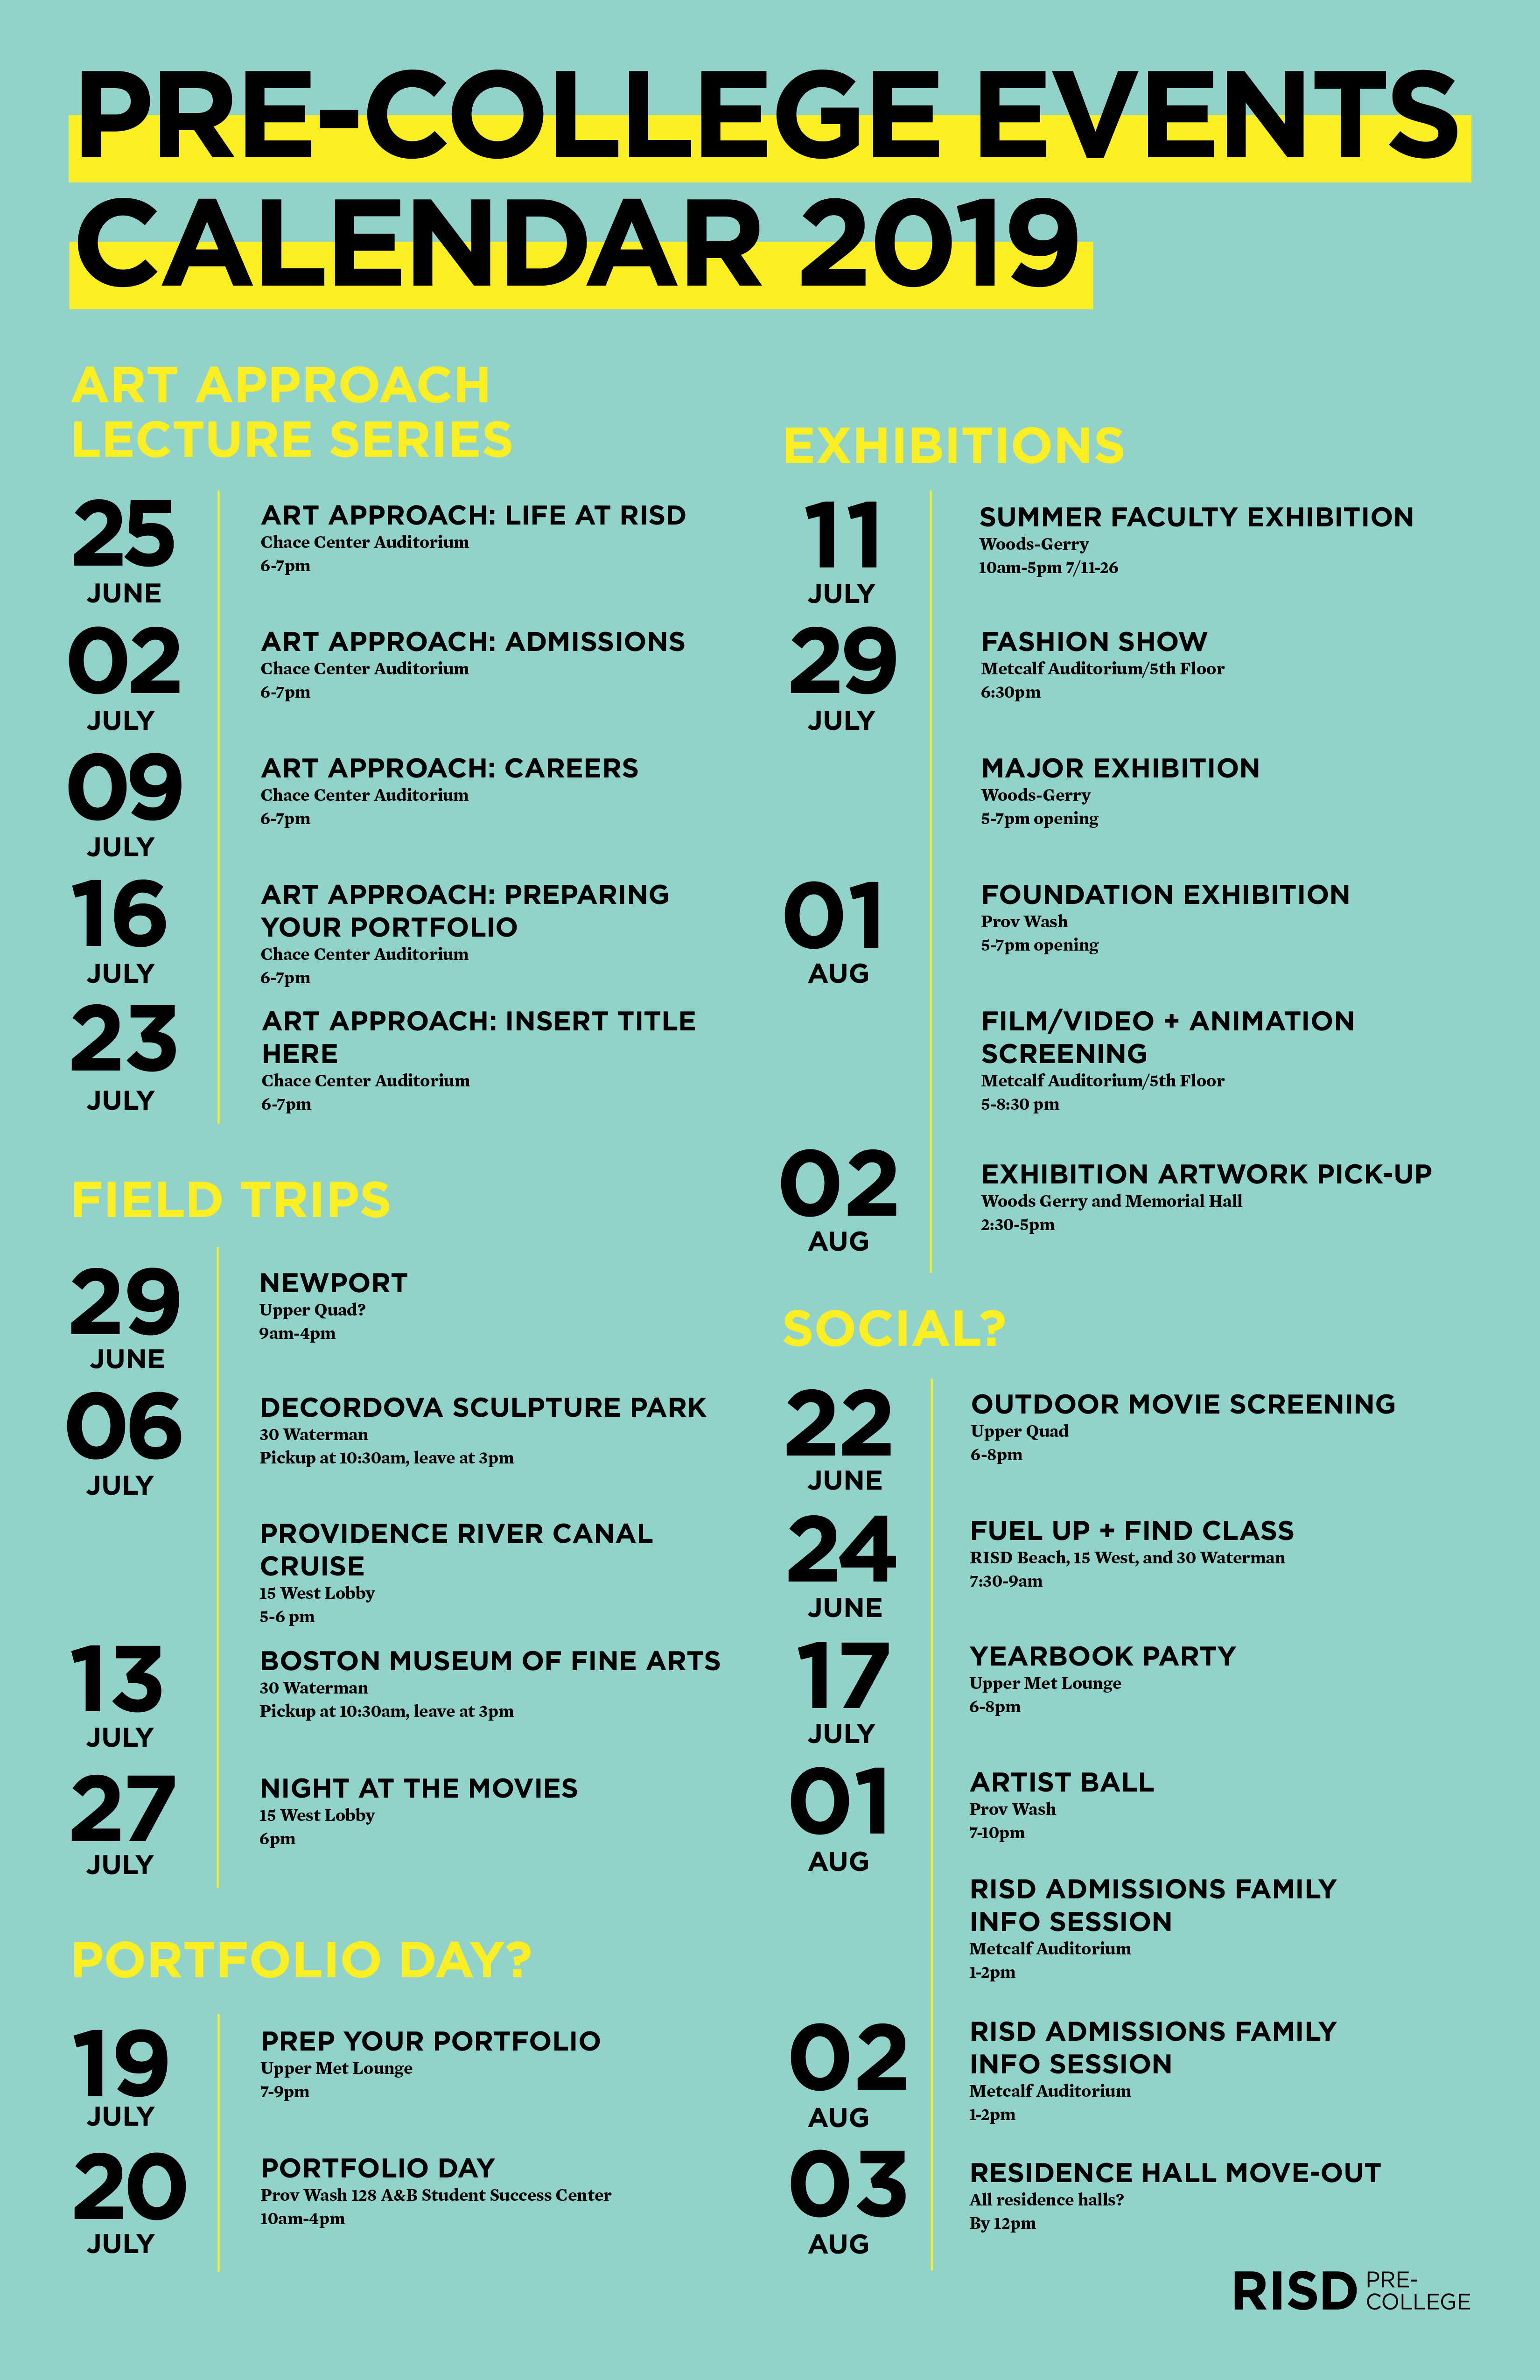 PRE-COLLEGE EVENTS
CALENDAR 2019
ART APPROACH
LECTURE SERIES
25
JUNE
ART APPROACH: LIFE AT RISD
Chace Center Auditorium
6-7pm
02
JULY
ART APPROACH: ADMISSIONS
Chace Center Auditorium
6-7pm
09
JULY
ART APPROACH: CAREERS
Chace Center Auditorium
6-7pm
16
JULY
ART APPROACH: PREPARING
YOUR PORTFOLIO
Chace Center Auditorium
6-7pm
23
JULY
ART APPROACH: INSERT TITLE
HERE
Chace Center Auditorium
6-7pm
FIELD TRIPS
29
JUNE
NEWPORT
Upper Quad?
9am-4pm
06
JULY
DECORDOVA SCULPTURE PARK
30 Waterman
Pickup at 10:30am, leave at 3pm
PROVIDENCE RIVER CANAL
CRUISE
15 West Lobby
5-6 pm
13
JULY
BOSTON MUSEUM OF FINE ARTS
30 Waterman
Pickup at 10:30am, leave at 3pm
27
JULY
NIGHT AT THE MOVIES
15 West Lobby
6pm
PORTFOLIO DAY?
19
JULY
PREP YOUR PORTFOLIO
Upper Met Lounge
7-9pm
20
JULY
PORTFOLIO DAY
Prov Wash 128 A&B Student Success Center
10am-4pm
EXHIBITIONS
11
JULY
SUMMER FACULTY EXHIBITION
Woods-Gerry
10am-5pm 7/11-26
29
JULY
FASHION SHOW
Metcalf Auditorium/5th Floor
6:30pm
MAJOR EXHIBITION
Woods-Gerry
5-7pm opening
01
AUG
FOUNDATION EXHIBITION
Prov Wash
5-7pm opening
FILM/VIDEO + ANIMATION
SCREENING
Metcalf Auditorium/5th Floor
5-8:30 pm
02
AUG
EXHIBITION ARTWORK PICK-UP
Woods Gerry and Memorial Hall
2:30-5pm
SOCIAL?
22
JUNE
OUTDOOR MOVIE SCREENING
Upper Quad
6-8pm
24
JUNE
FUEL UP + FIND CLASS
RISD Beach, 15 West, and 30 Waterman
7:30-9am
17
JULY
YEARBOOK PARTY
Upper Met Lounge
6-8pm
01
AUG
ARTIST BALL
Prov Wash
7-10pm
RISD ADMISSIONS FAMILY
INFO SESSION
Metcalf Auditorium
1-2pm
02
AUG
RISD ADMISSIONS FAMILY
INFO SESSION
Metcalf Auditorium
1-2pm
03
AUG
RESIDENCE HALL MOVE-OUT
All residence halls?
By 12pm
RISD PRE-
COLLEGE